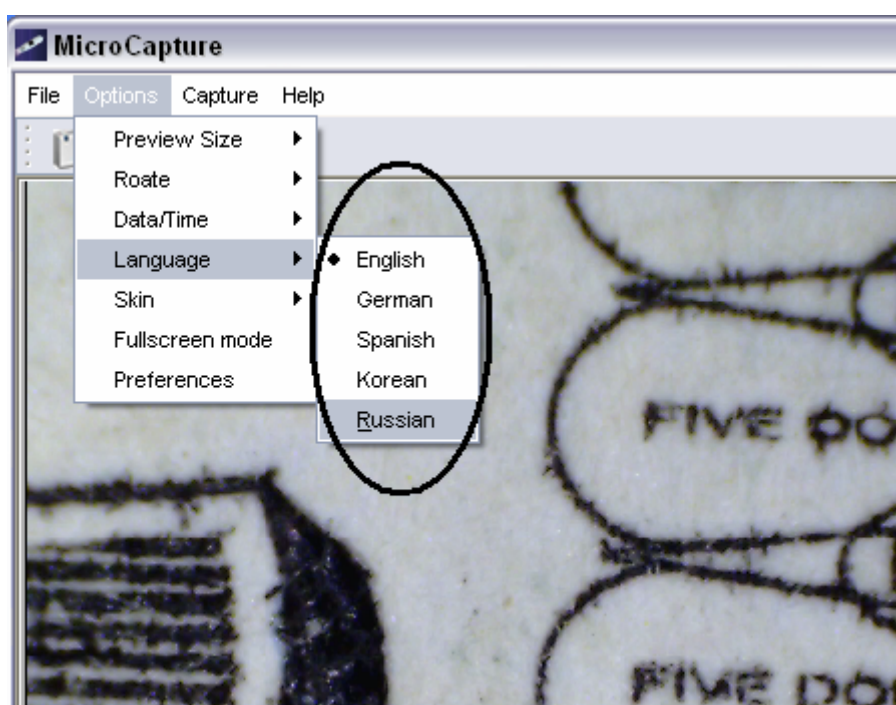 MicroCapture
File Options Capture Help
Preview Size
Roate
Data/Time
Language
Skin
Fullscreen mode
Preferences
English
German
Spanish
Korean
Russian
FIVE DO
FIVE DO